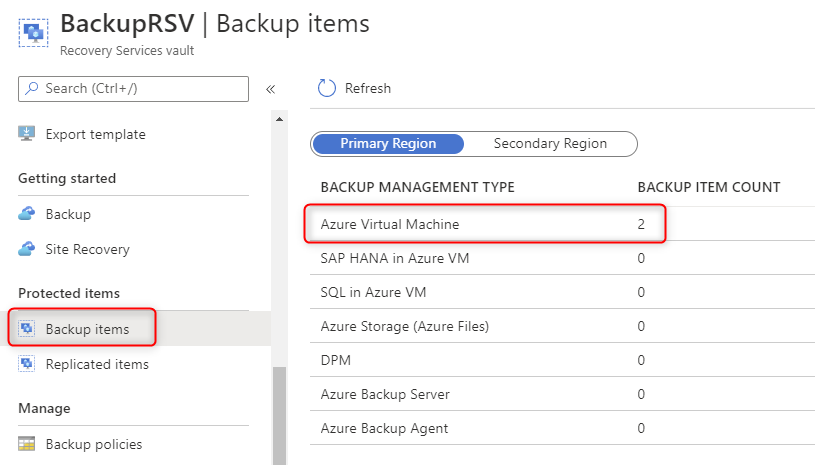 BackupRSV | Backup items
Recovery Services vault
Search (Ctrl+/)
«
Refresh
Export template
Getting started
Backup
Site Recovery
Protected items
Backup items
Replicated items
Manage
Backup policies
Primary Region Secondary Region
BACKUP MANAGEMENT TYPE BACKUP ITEM COUNT
Azure Virtual Machine 2
SAP HANA in Azure VM 0
SQL in Azure VM 0
Azure Storage (Azure Files) 0
DPM 0
Azure Backup Server 0
Azure Backup Agent 0